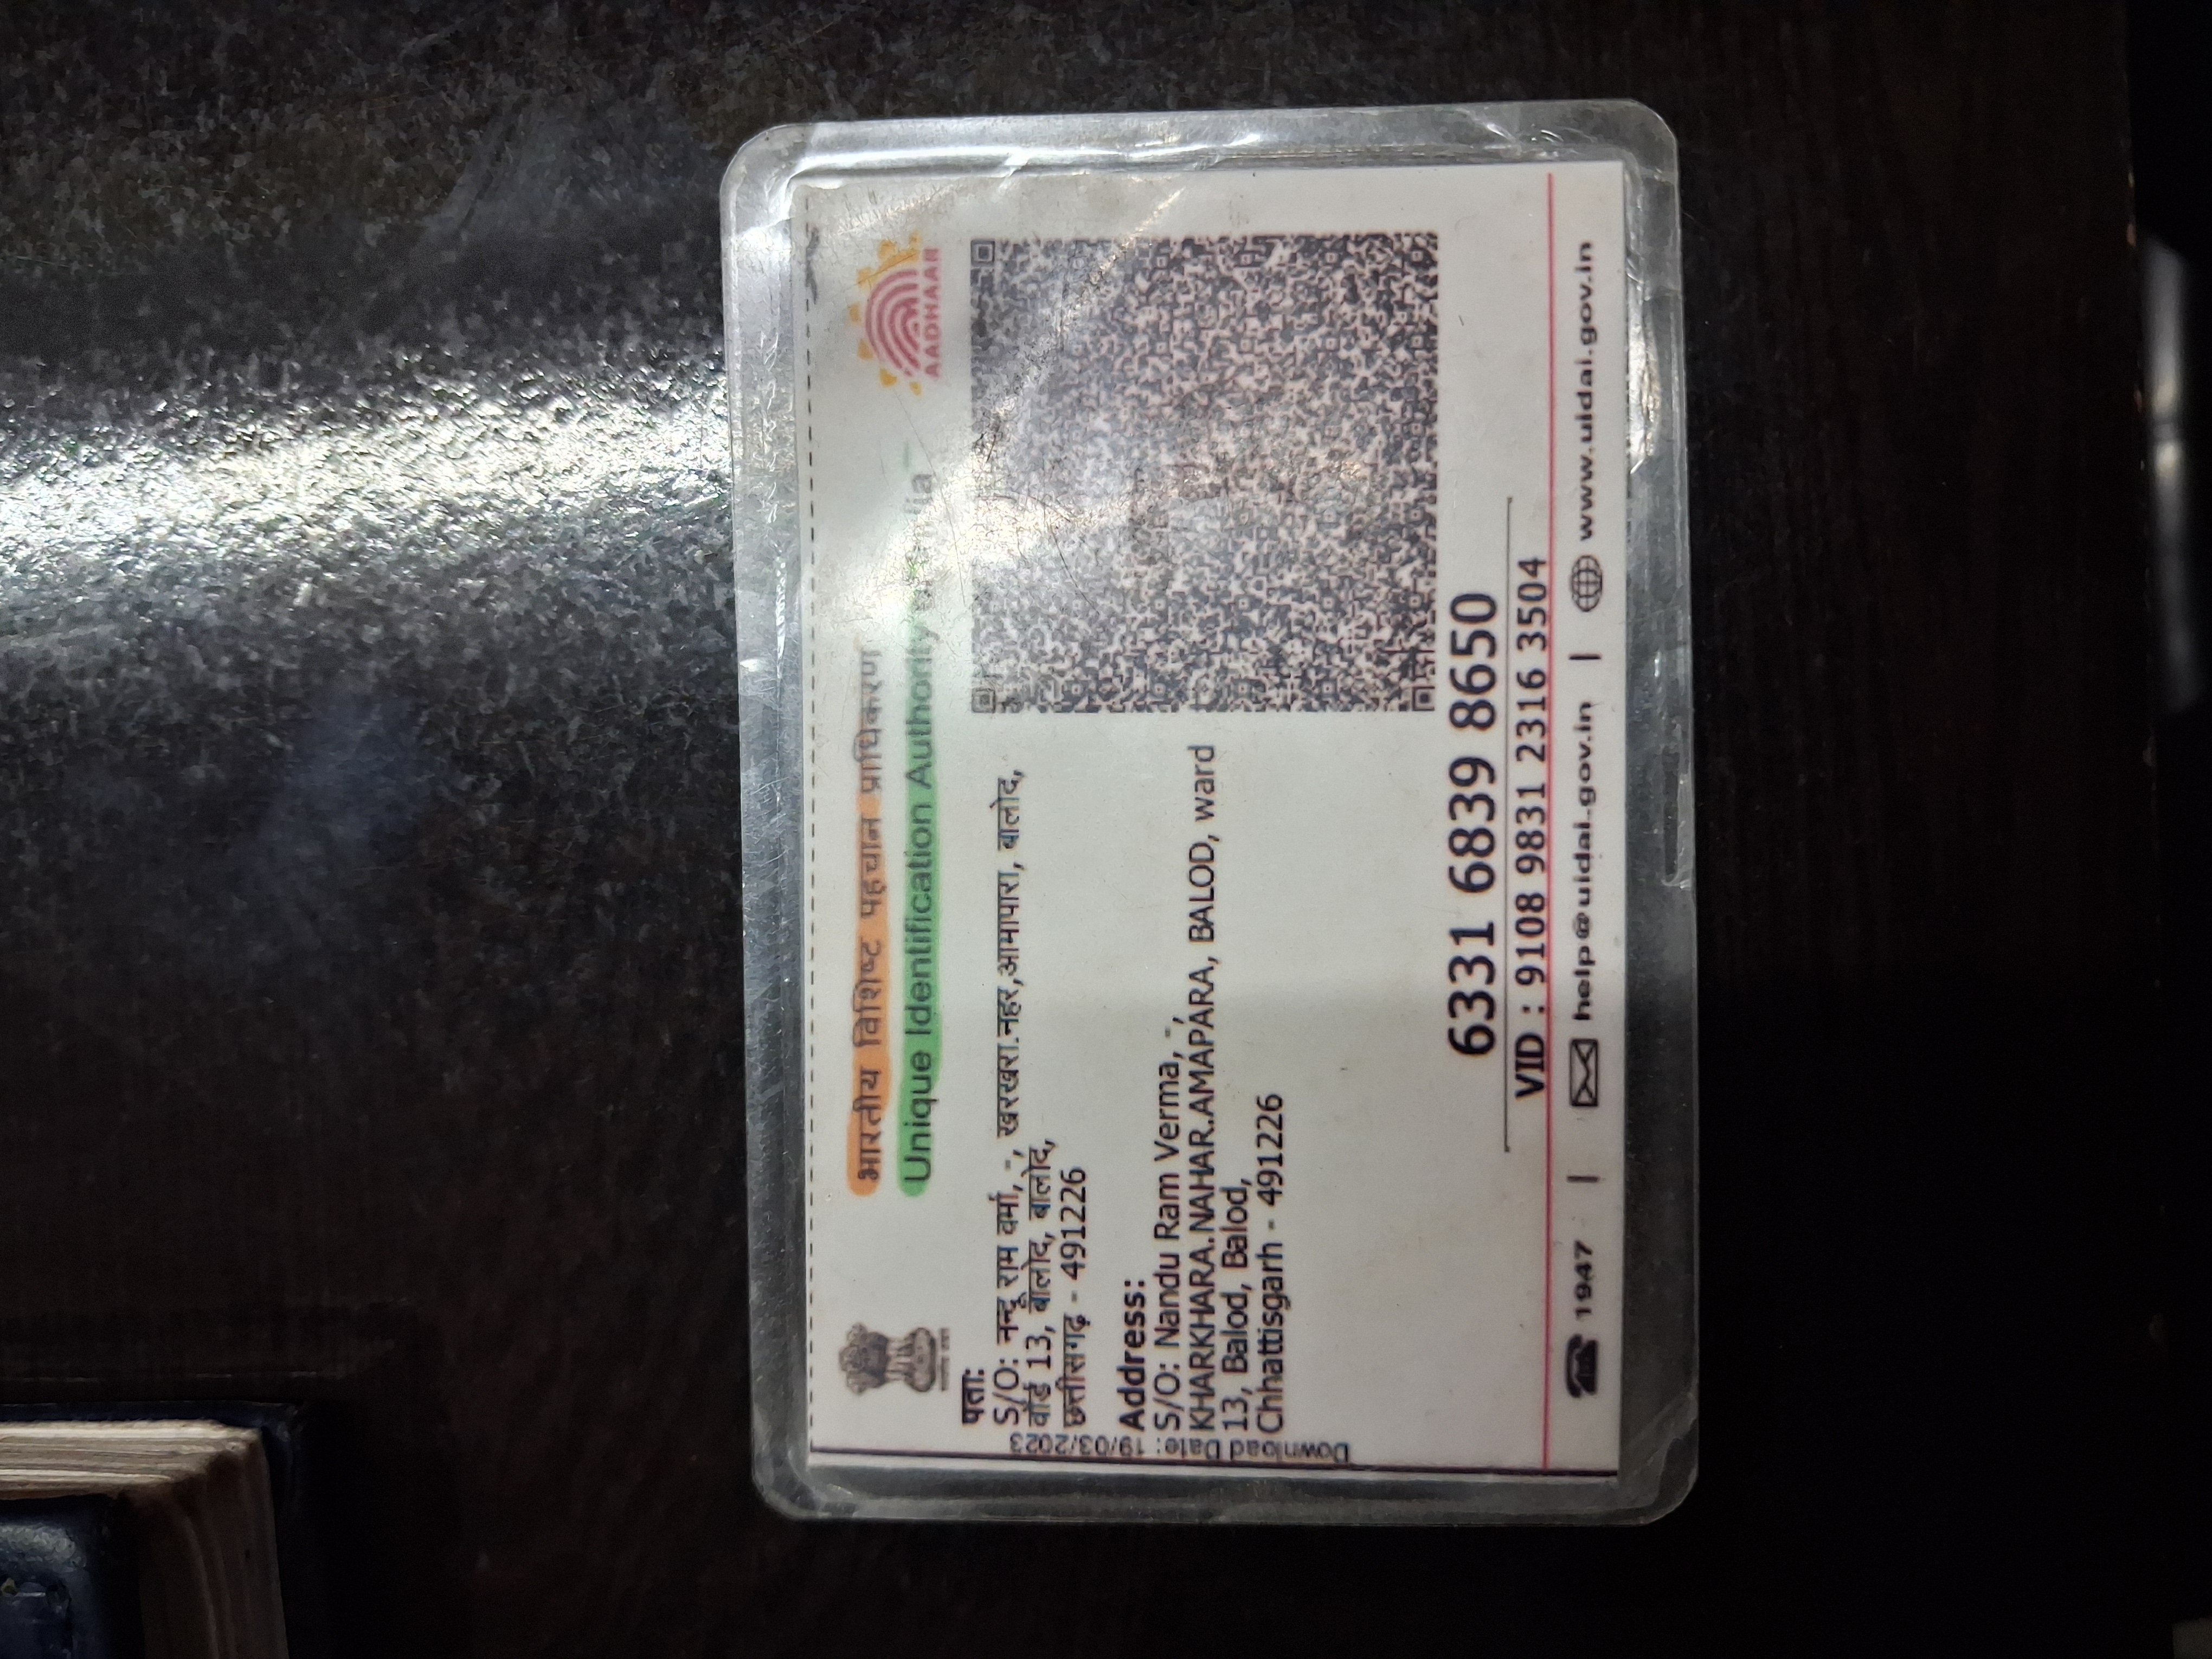 भारतीय विशिष्ट पहचान प्राधिकरण
Unique Identification Authority
AADHAAR
पता:
S/O: नन्दू राम वर्मा, -, खरखरा.नहर,आमापारा, बालोद,
वॉर्ड 13, बालोद, बालोद,
छत्तीसगढ़ - 491226
Address:
S/O: Nandu Ram Verma, -,
KHARKHARA.NAHAR.AMAPARA, BALOD, ward
13, Balod, Balod,
Chhattisgarh - 491226
Download Date: 19/03/2023
6331 6839 8650
VID : 9108 9831 2316 3504
1947 | help@uidai.gov.in | www.uidai.gov.in